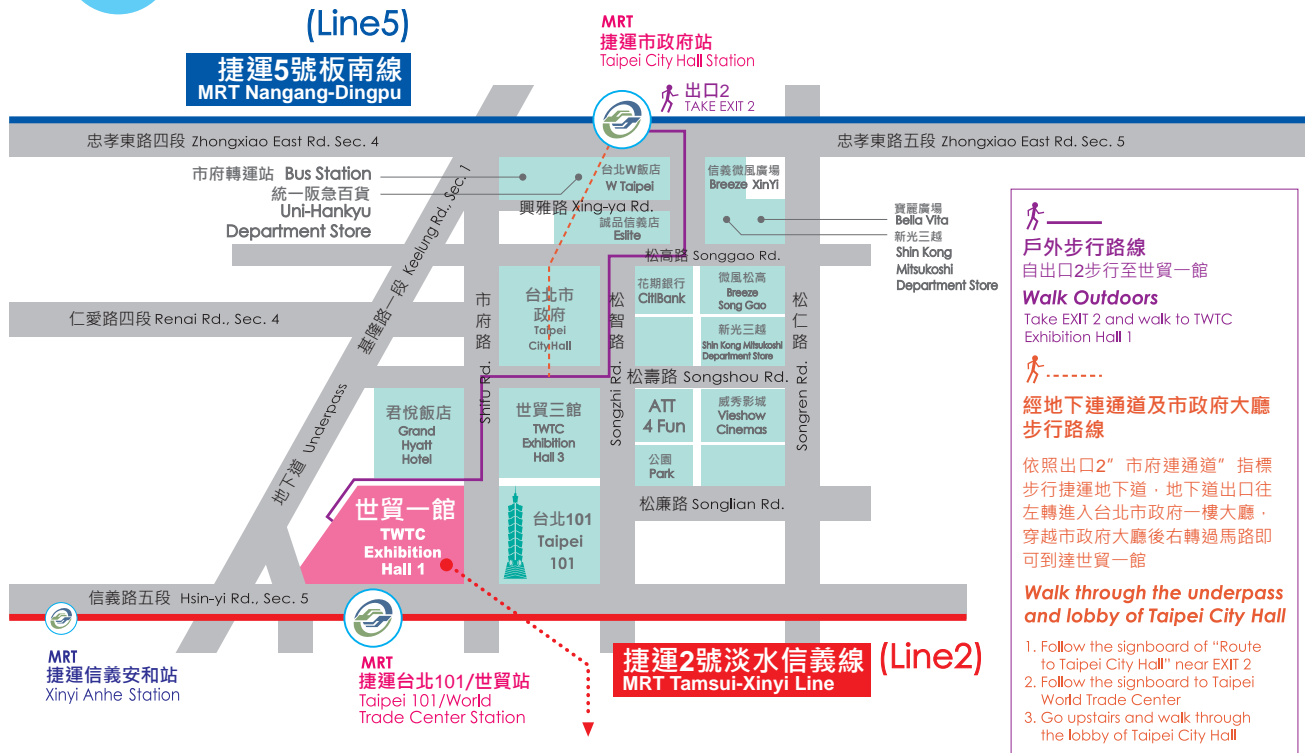 (Line5)
捷運5號板南線
MRT Nangang-Dingpu
MRT
捷運市政府站
Taipei City Hall Station
出口2
TAKE EXIT 2
忠孝東路四段 Zhongxiao East Rd. Sec. 4
忠孝東路五段 Zhongxiao East Rd. Sec. 5
市府轉運站 Bus Station
統一阪急百貨
Uni-Hankyu
Department Store
台北W飯店
W Taipei
信義微風廣場
Breeze XinYi
興雅路 Xing-ya Rd.
誠品信義店
Eslite
寶麗廣場
Bella Vita
新光三越
Shin Kong
Mitsukoshi
Department Store
松高路 Songgao Rd.
基隆路一段 Keelung Rd., Sec. 1
地下道 Underpass
仁愛路四段 Renai Rd., Sec. 4
市府路 Shifu Rd.
台北市
政府
Taipei
City Hall
松智路 Songzhi Rd.
花期銀行
CitiBank
微風松高
Breeze
Song Gao
新光三越
Shin Kong Mitsukoshi
Department Store
松仁路 Songren Rd.
松壽路 Songshou Rd.
君悅飯店
Grand
Hyatt
Hotel
世貿三館
TWTC
Exhibition
Hall 3
ATT
4 Fun
威秀影城
Vieshow
Cinemas
公園
Park
松廉路 Songlian Rd.
世貿一館
TWTC
Exhibition
Hall 1
台北101
Taipei
101
信義路五段 Hsin-yi Rd., Sec. 5
MRT
捷運信義安和站
Xinyi Anhe Station
MRT
捷運台北101/世貿站
Taipei 101/World
Trade Center Station
捷運2號淡水信義線
MRT Tamsui-Xinyi Line
(Line2)
戶外步行路線
自出口2步行至世貿一館
Walk Outdoors
Take EXIT 2 and walk to TWTC
Exhibition Hall 1
經地下連通道及市政府大廳
步行路線
依照出口2”市府連通道”指標
步行捷運地下道，地下道出口往
左轉進入台北市政府一樓大廳，
穿越市政府大廳後右轉過馬路即
可到達世貿一館
Walk through the underpass
and lobby of Taipei City Hall
1. Follow the signboard of “Route
to Taipei City Hall” near EXIT 2
2. Follow the signboard to Taipei
World Trade Center
3. Go upstairs and walk through
the lobby of Taipei City Hall